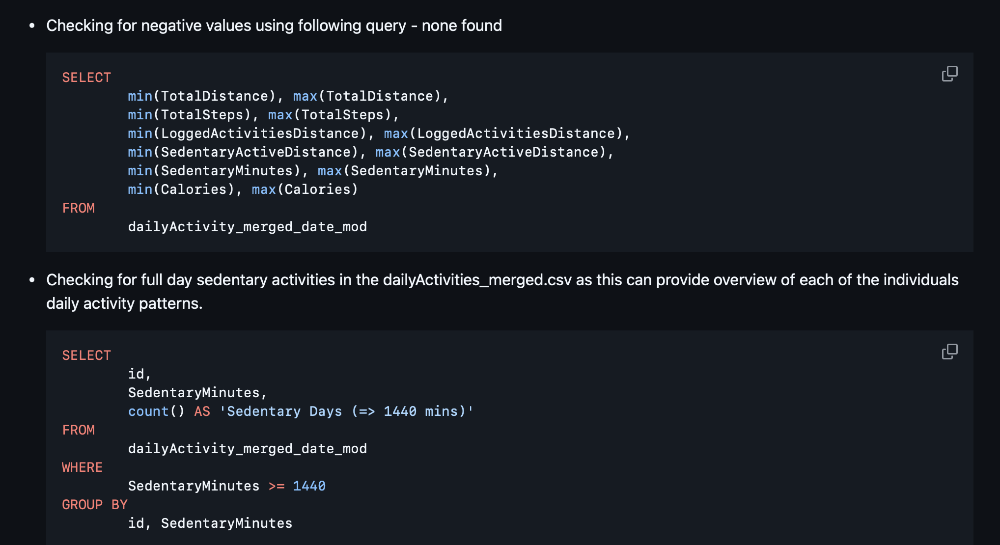 • Checking for negative values using following query - none found
SELECT
min(TotalDistance), max(TotalDistance),
min(TotalSteps), max(TotalSteps),
min(LoggedActivitiesDistance), max(LoggedActivitiesDistance),
min(SedentaryActiveDistance), max(SedentaryActiveDistance),
min(SedentaryMinutes), max(SedentaryMinutes),
min(Calories), max(Calories)
FROM
dailyActivity_merged_date_mod
• Checking for full day sedentary activities in the dailyActivities_merged.csv as this can provide overview of each of the individuals
daily activity patterns.
SELECT
id,
SedentaryMinutes,
count() AS 'Sedentary Days (=> 1440 mins)'
FROM
dailyActivity_merged_date_mod
WHERE
SedentaryMinutes >= 1440
GROUP BY
id, SedentaryMinutes